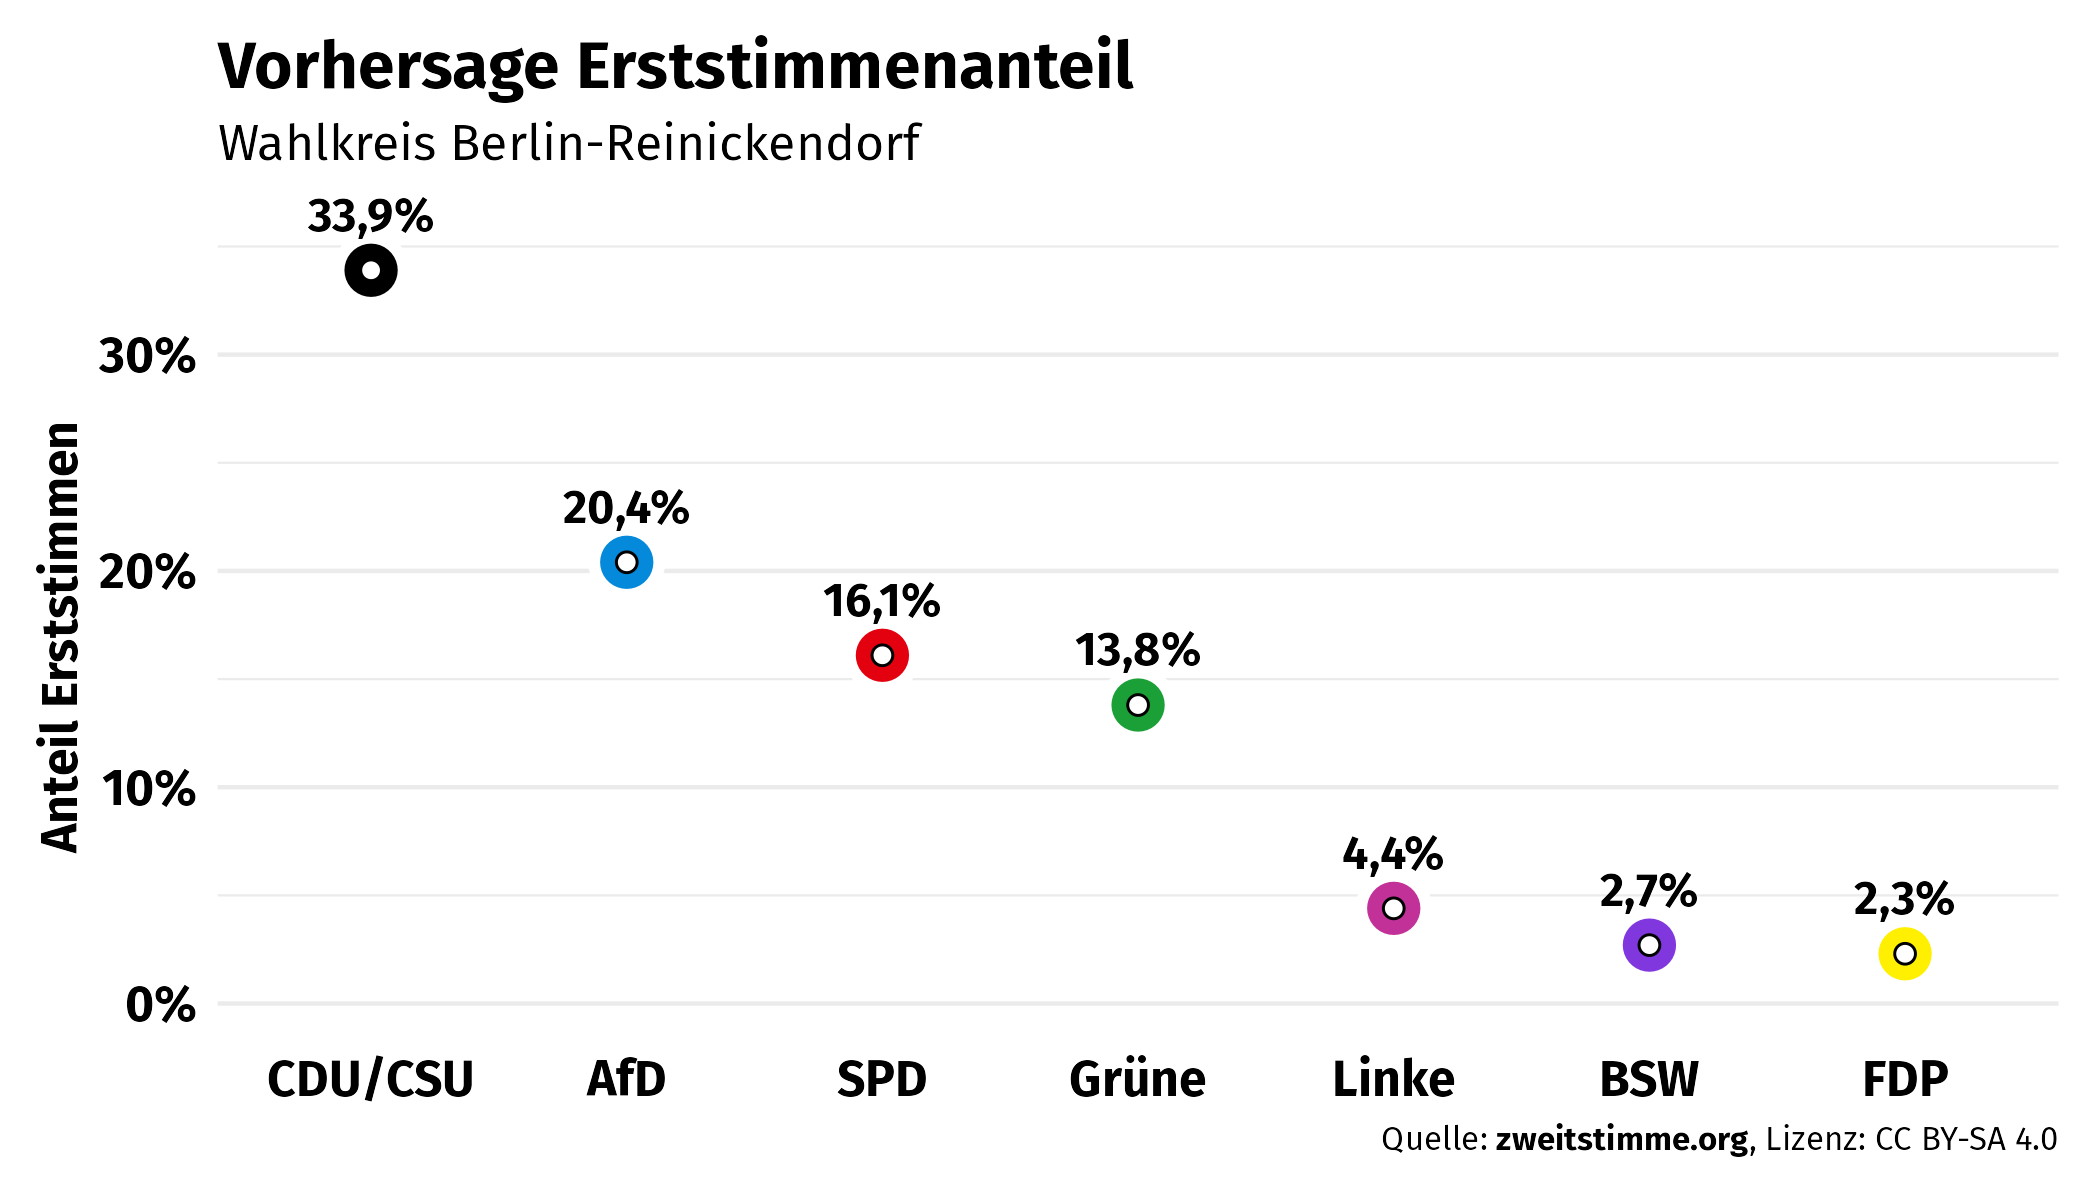 Vorhersage Erststimmenanteil
Wahlkreis Berlin-Reinickendorf
33,9%
30%
20,4%
20%
16,1%
13,8%
10%
4,4%
2,7%
2,3%
0%
Anteil Erststimmen
CDU/CSU AfD SPD Grüne Linke BSW FDP
Quelle: zweitstimme.org, Lizenz: CC BY-SA 4.0